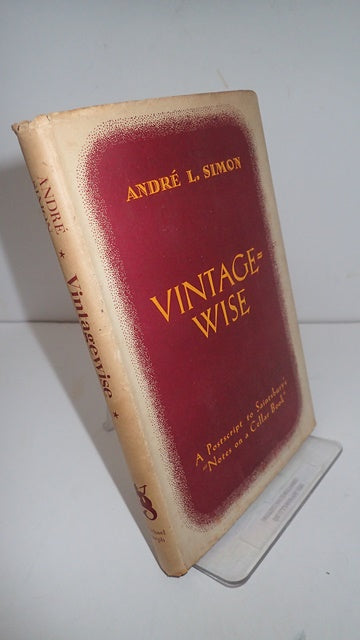 ANDRÉ L. SIMON
VINTAGE=
WISE
A Postscript to Saintsbury's
"Notes on a Cellar Book"
ANDRÉ
SIMON
★
Vintagewise
★